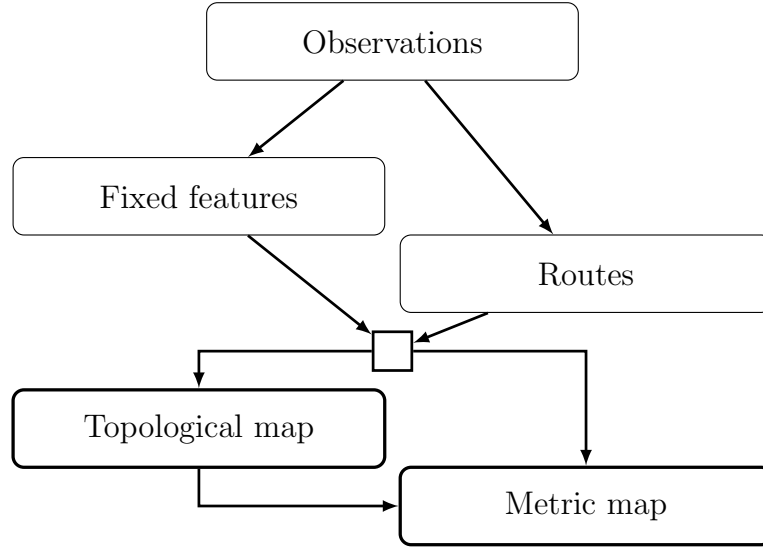 Observations
Fixed features
Routes
Topological map
Metric map